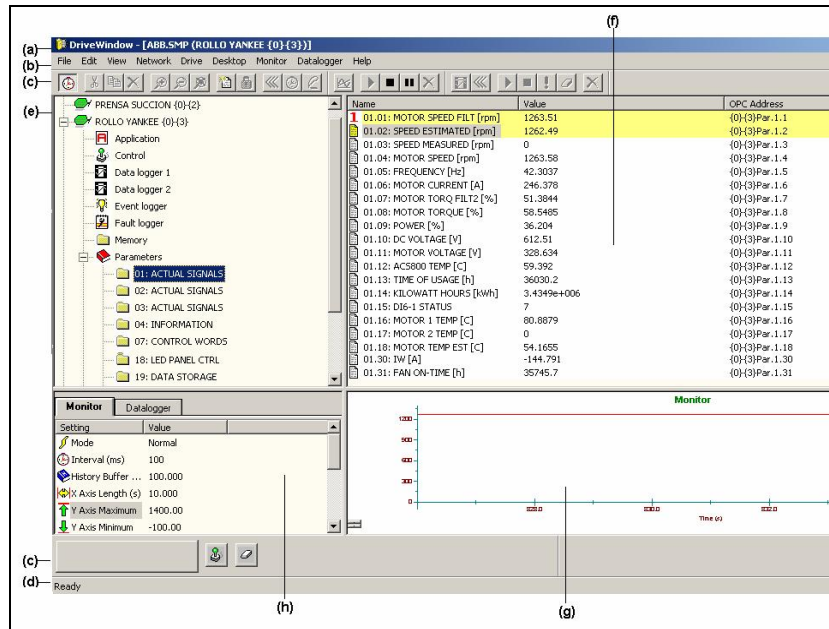 (f)
(a) DriveWindow - [ABB.SMP (ROLLO YANKEE {0}{3})]
(b) File Edit View Network Drive Desktop Monitor Datalogger Help
(c)
(e)
PRENSA SUCCION {0}{2}
ROLLO YANKEE {0}{3}
Application
Control
Data logger 1
Data logger 2
Event logger
Fault logger
Memory
Parameters
01: ACTUAL SIGNALS
02: ACTUAL SIGNALS
03: ACTUAL SIGNALS
04: INFORMATION
07: CONTROL WORDS
18: LED PANEL CTRL
19: DATA STORAGE
Name Value OPC Address
1 01.01: MOTOR SPEED FILT [rpm] 1263.51 {0}{3}Par.1.1
01.02: SPEED ESTIMATED [rpm] 1262.49 {0}{3}Par.1.2
01.03: SPEED MEASURED [rpm] 0 {0}{3}Par.1.3
01.04: MOTOR SPEED [rpm] 1263.58 {0}{3}Par.1.4
01.05: FREQUENCY [Hz] 42.3037 {0}{3}Par.1.5
01.06: MOTOR CURRENT [A] 246.378 {0}{3}Par.1.6
01.07: MOTOR TORQ FILT2 [%] 51.3844 {0}{3}Par.1.7
01.08: MOTOR TORQUE [%] 58.5485 {0}{3}Par.1.8
01.09: POWER [%] 36.204 {0}{3}Par.1.9
01.10: DC VOLTAGE [V] 612.51 {0}{3}Par.1.10
01.11: MOTOR VOLTAGE [V] 328.634 {0}{3}Par.1.11
01.12: ACS800 TEMP [C] 59.392 {0}{3}Par.1.12
01.13: TIME OF USAGE [h] 36030.2 {0}{3}Par.1.13
01.14: KILOWATT HOURS [kWh] 3.4349e+006 {0}{3}Par.1.14
01.15: DI6-1 STATUS 7 {0}{3}Par.1.15
01.16: MOTOR 1 TEMP [C] 80.8879 {0}{3}Par.1.16
01.17: MOTOR 2 TEMP [C] 0 {0}{3}Par.1.17
01.18: MOTOR TEMP EST [C] 54.1655 {0}{3}Par.1.18
01.30: IW [A] -144.791 {0}{3}Par.1.30
01.31: FAN ON-TIME [h] 35745.7 {0}{3}Par.1.31
Monitor Datalogger
Setting Value
Mode Normal
Interval (ms) 100
History Buffer ... 100.000
X Axis Length (s) 10.000
Y Axis Maximum 1400.00
Y Axis Minimum -100.00
Monitor
1200
900
600
300
0
828.0 830.0 832.0
Time (s)
(c)
(d) Ready
(h)
(g)